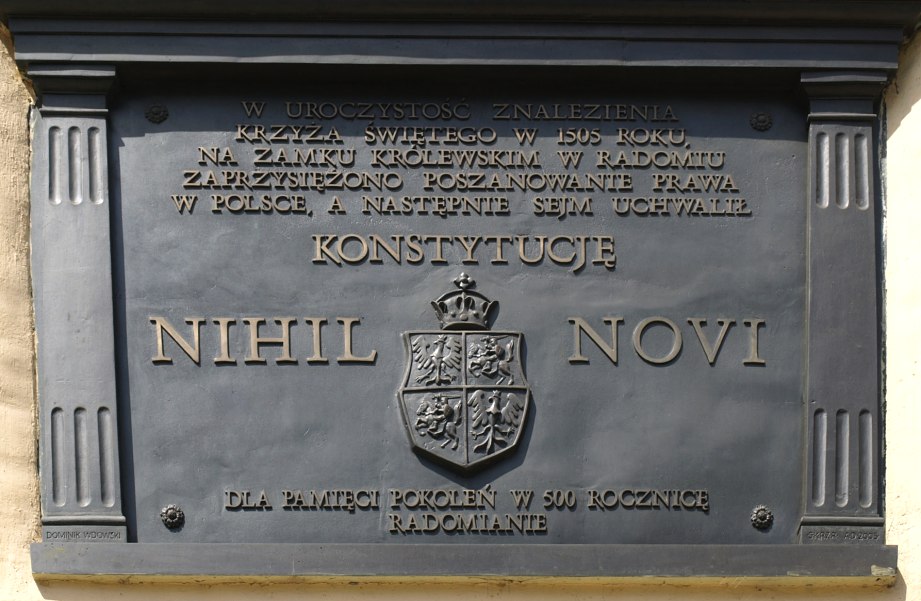 W UROCZYSTOŚĆ ZNALEZIENIA
KRZYŻA ŚWIĘTEGO W 1505 ROKU,
NA ZAMKU KRÓLEWSKIM W RADOMIU
ZAPRZYSIĘŻONO POSZANOWANIE PRAWA
W POLSCE, A NASTĘPNIE SEJM UCHWALIŁ
KONSTYTUCJĘ
NIHIL NOVI
DLA PAMIĘCI POKOLEŃ W 500 ROCZNICĘ
RADOMIANIE
DOMINIK WDOWSKI
A.D.2005